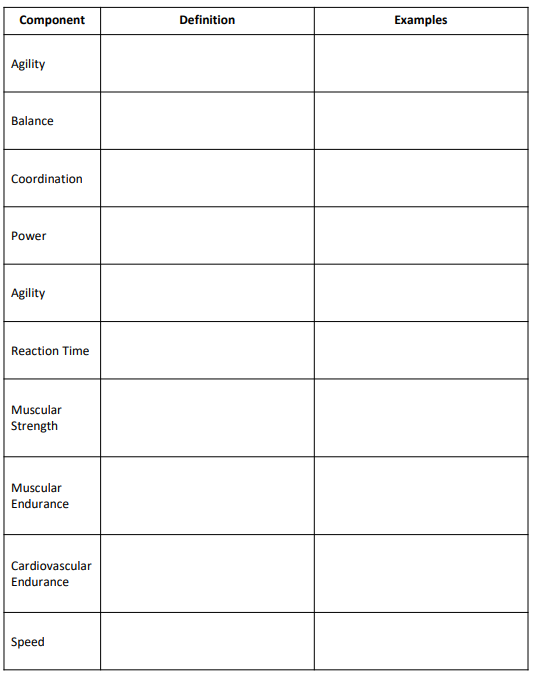 Component Definition Examples
Agility
Balance
Coordination
Power
Agility
Reaction Time
Muscular
Strength
Muscular
Endurance
Cardiovascular
Endurance
Speed